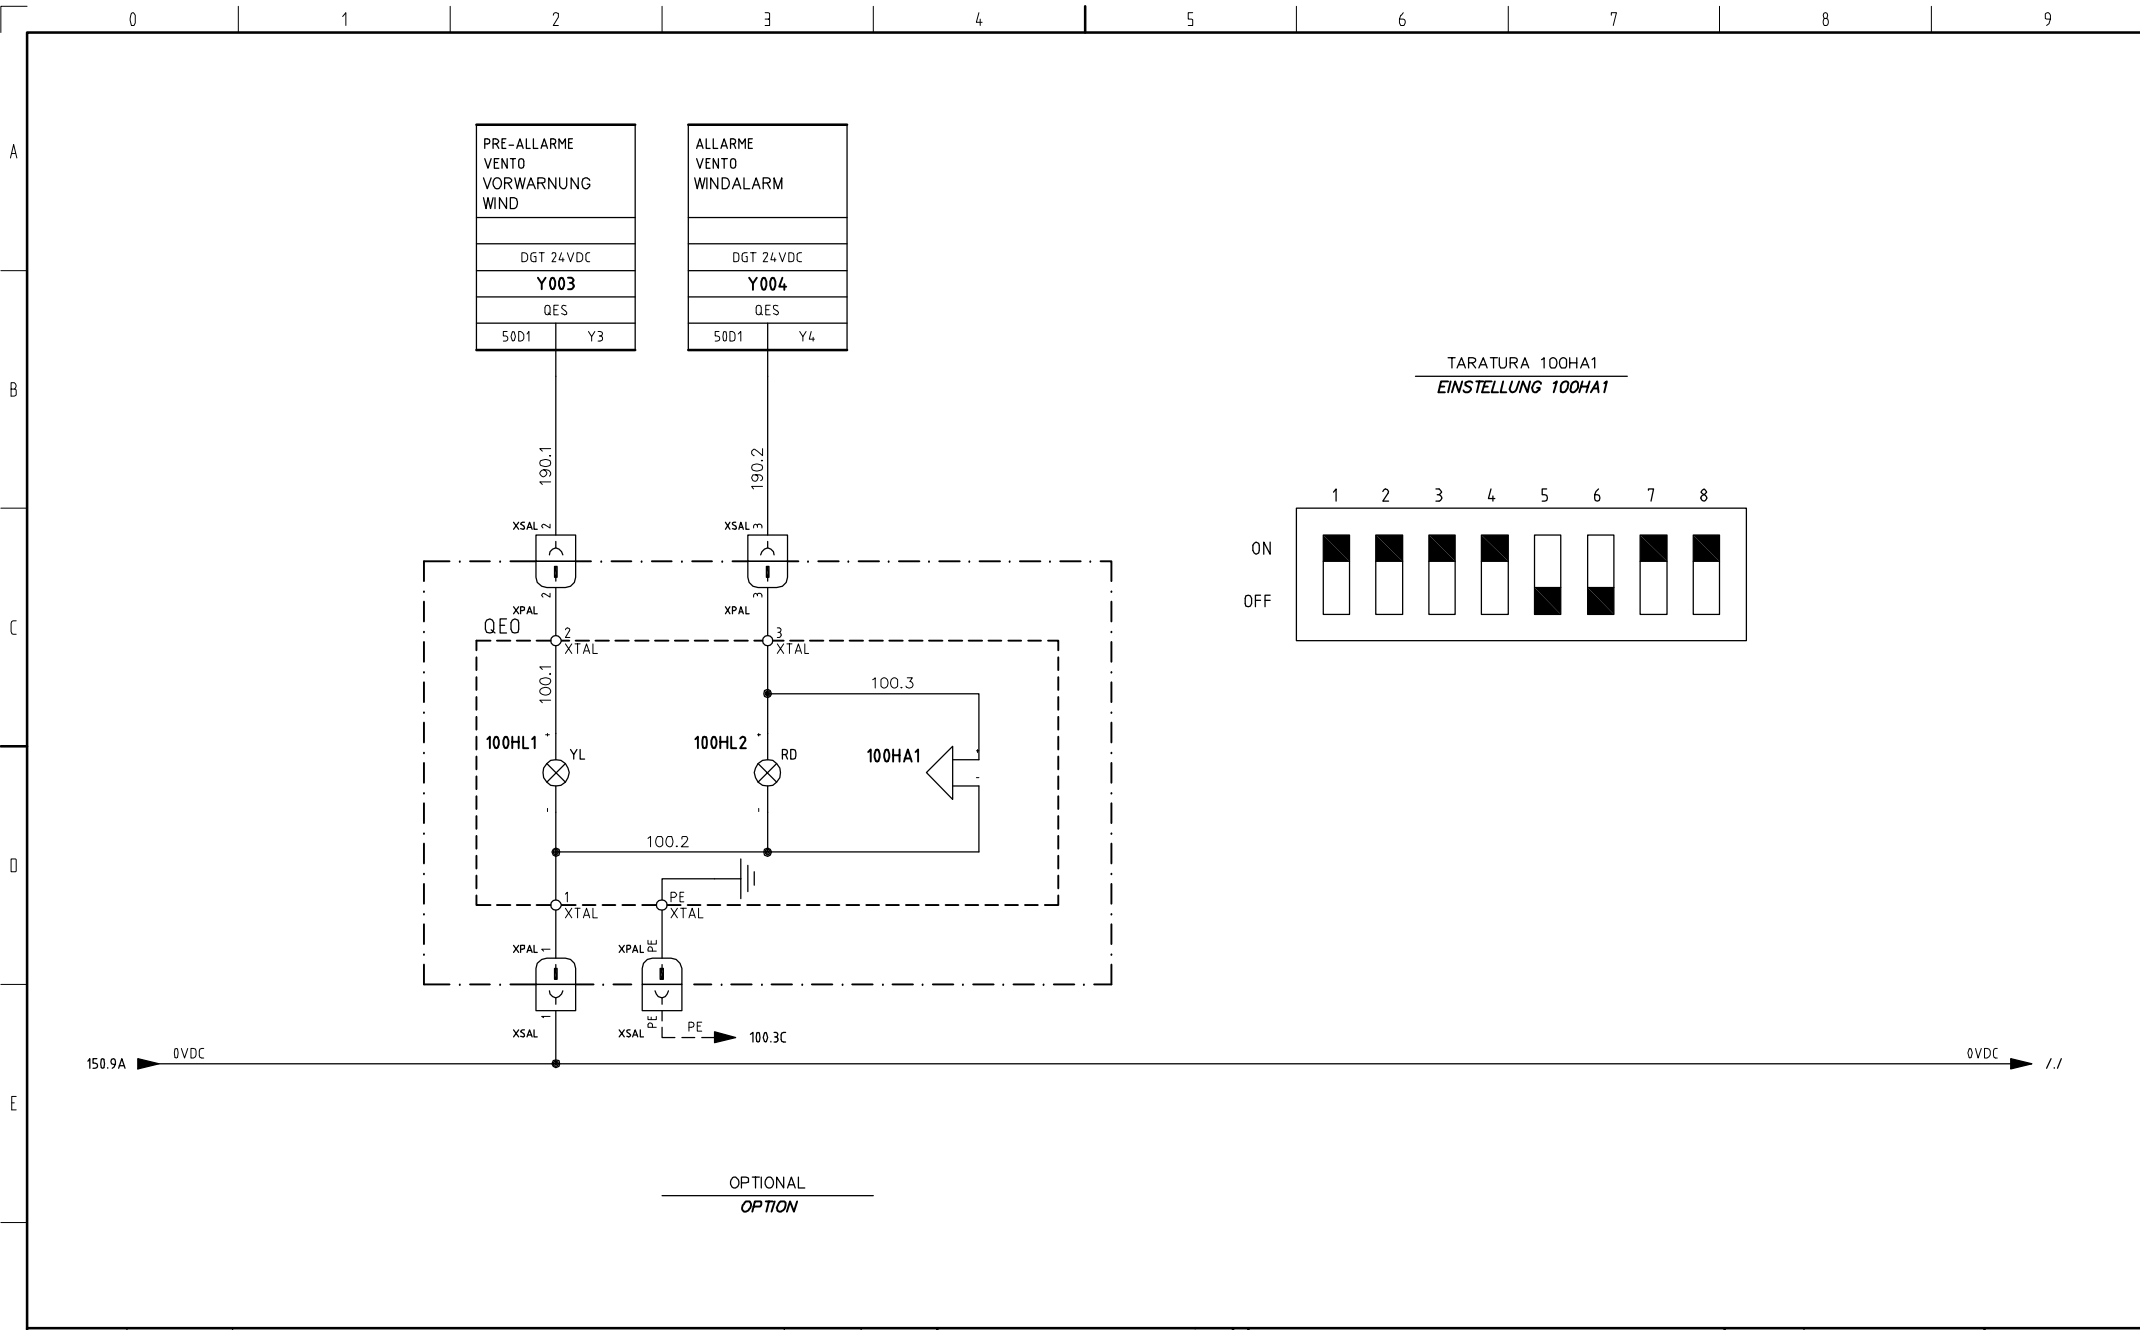 0 1 2 3 4 5 6 7 8 9
A
PRE-ALLARME
VENTO
VORWARNUNG
WIND
DGT 24VDC
Y003
QES
50D1 Y3
ALLARME
VENTO
WINDALARM
DGT 24VDC
Y004
QES
50D1 Y4
B
TARATURA 100HA1
EINSTELLUNG 100HA1
190.1
190.2
1 2 3 4 5 6 7 8
ON
OFF
XSAL 2
XSAL 3
C
XPAL 2
XPAL 3
QEO
2
XTAL
3
XTAL
100.1
100.3
100HL1 +
YL
-
100HL2 +
RD
-
100HA1
+
-
100.2
D
1
XTAL
PE
XTAL
XPAL 1
XPAL PE
XSAL 1
XSAL PE
PE
100.3C
150.9A
0VDC
0VDC
/./
E
OPTIONAL
OPTION